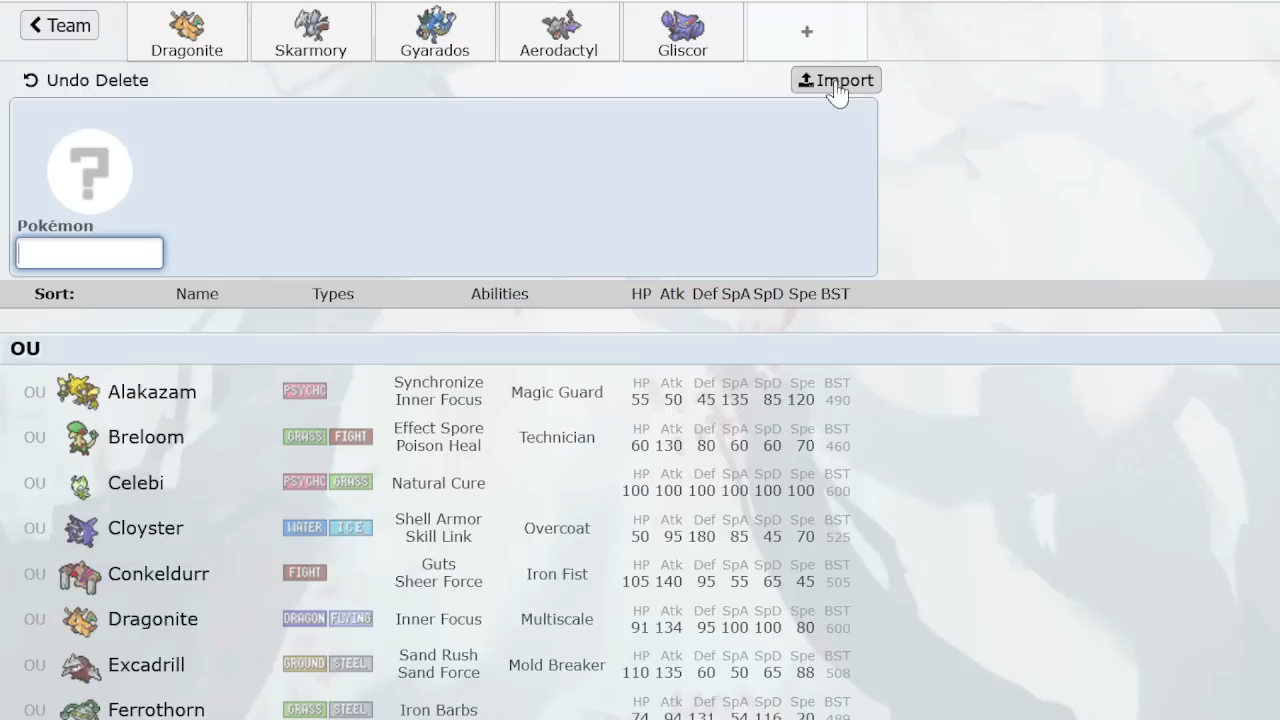 Team
Dragonite
Skarmory
Gyarados
Aerodactyl
Gliscor
+
Undo Delete
Import
?
Pokémon
Sort: Name Types Abilities HP Atk Def SpA SpD Spe BST
OU
OU Alakazam PSYCHC Synchronize Inner Focus Magic Guard HP 55 Atk 50 Def 45 SpA 135 SpD 85 Spe 120 BST 490
OU Breloom GRASS FIGHT Effect Spore Poison Heal Technician HP 60 Atk 130 Def 80 SpA 60 SpD 60 Spe 70 BST 460
OU Celebi PSYCHC GRASS Natural Cure HP 100 Atk 100 Def 100 SpA 100 SpD 100 Spe 100 BST 600
OU Cloyster WATER ICE Shell Armor Skill Link Overcoat HP 50 Atk 95 Def 180 SpA 85 SpD 45 Spe 70 BST 525
OU Conkeldurr FIGHT Guts Sheer Force Iron Fist HP 105 Atk 140 Def 95 SpA 55 SpD 65 Spe 45 BST 505
OU Dragonite DRAGON FLYING Inner Focus Multiscale HP 91 Atk 134 Def 95 SpA 100 SpD 100 Spe 80 BST 600
OU Excadrill GROUND STEEL Sand Rush Sand Force Mold Breaker HP 110 Atk 135 Def 60 SpA 50 SpD 65 Spe 88 BST 508
OU Ferrothorn GRASS STEEL Iron Barbs HP 74 Atk 94 Def 131 SpA 54 SpD 116 Spe 20 BST 489